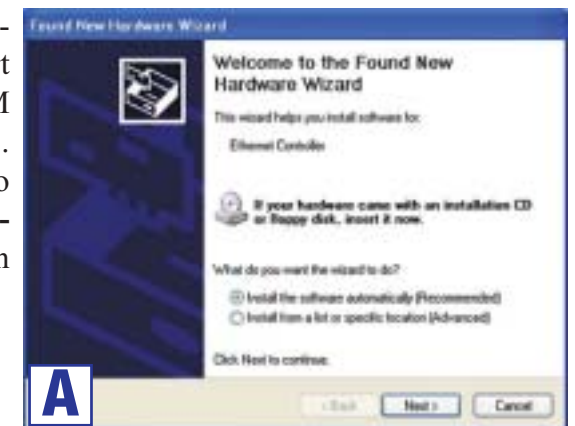 -
t
M
.
o
-
n
Found New Hardware Wizard
Welcome to the Found New
Hardware Wizard
This wizard helps you install software for:
Ethernet Controller
If your hardware came with an installation CD
or floppy disk, insert it now.
What do you want the wizard to do?
Install the software automatically (Recommended)
Install from a list or specific location (Advanced)
Click Next to continue.
< Back Next > Cancel
A